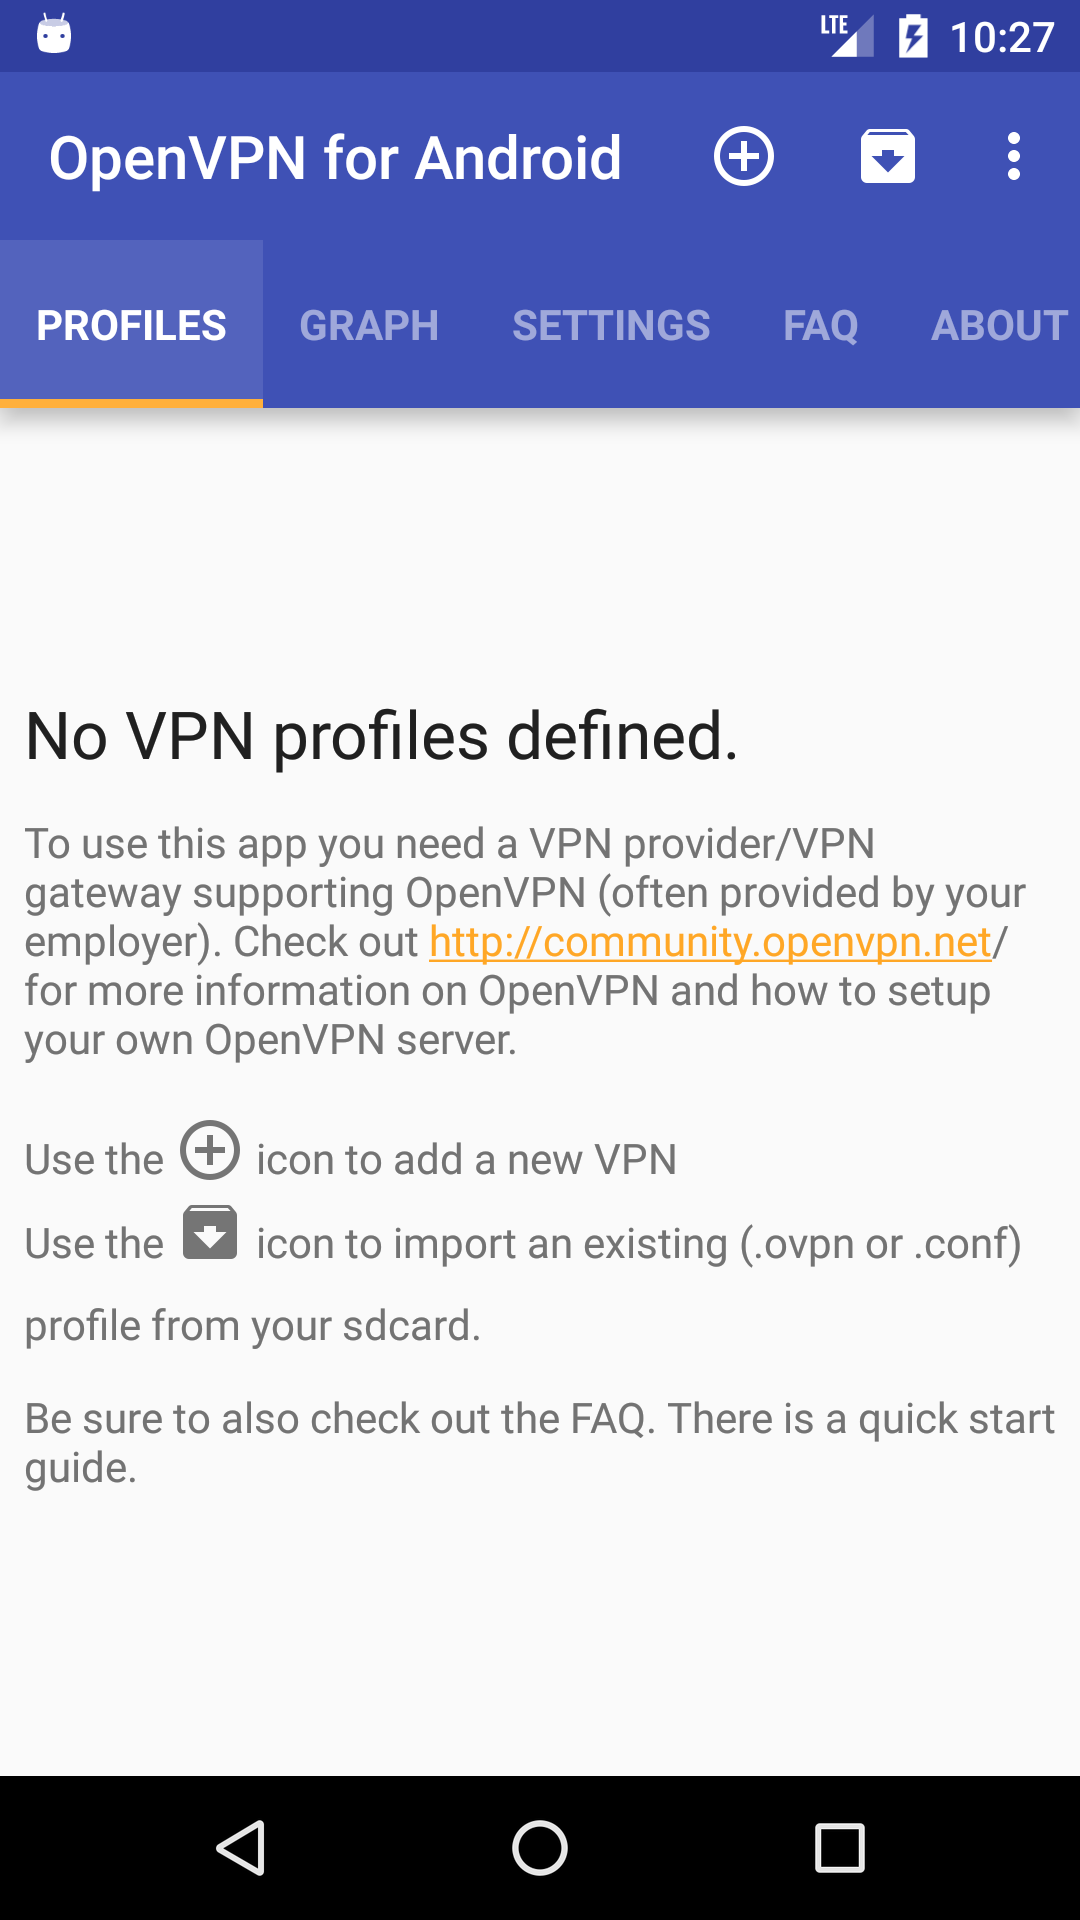 LTE 10:27
OpenVPN for Android
PROFILES GRAPH SETTINGS FAQ ABOUT
No VPN profiles defined.
To use this app you need a VPN provider/VPN
gateway supporting OpenVPN (often provided by your
employer). Check out http://community.openvpn.net/
for more information on OpenVPN and how to setup
your own OpenVPN server.
Use the icon to add a new VPN
Use the icon to import an existing (.ovpn or .conf)
profile from your sdcard.
Be sure to also check out the FAQ. There is a quick start
guide.